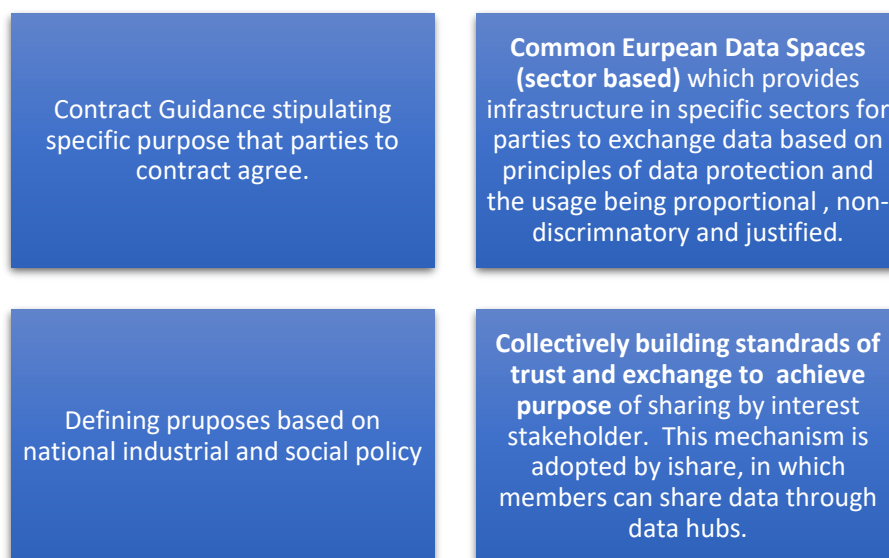 Contract Guidance stipulating
specific purpose that parties to
contract agree.
Common Eurpean Data Spaces
(sector based) which provides
infrastructure in specific sectors for
parties to exchange data based on
principles of data protection and
the usage being proportional , non-
discrimnatory and justified.
Defining pruposes based on
national industrial and social policy
Collectively building standrads of
trust and exchange to  achieve
purpose of sharing by interest
stakeholder.  This mechanism is
adopted by ishare, in which
members can share data through
data hubs.